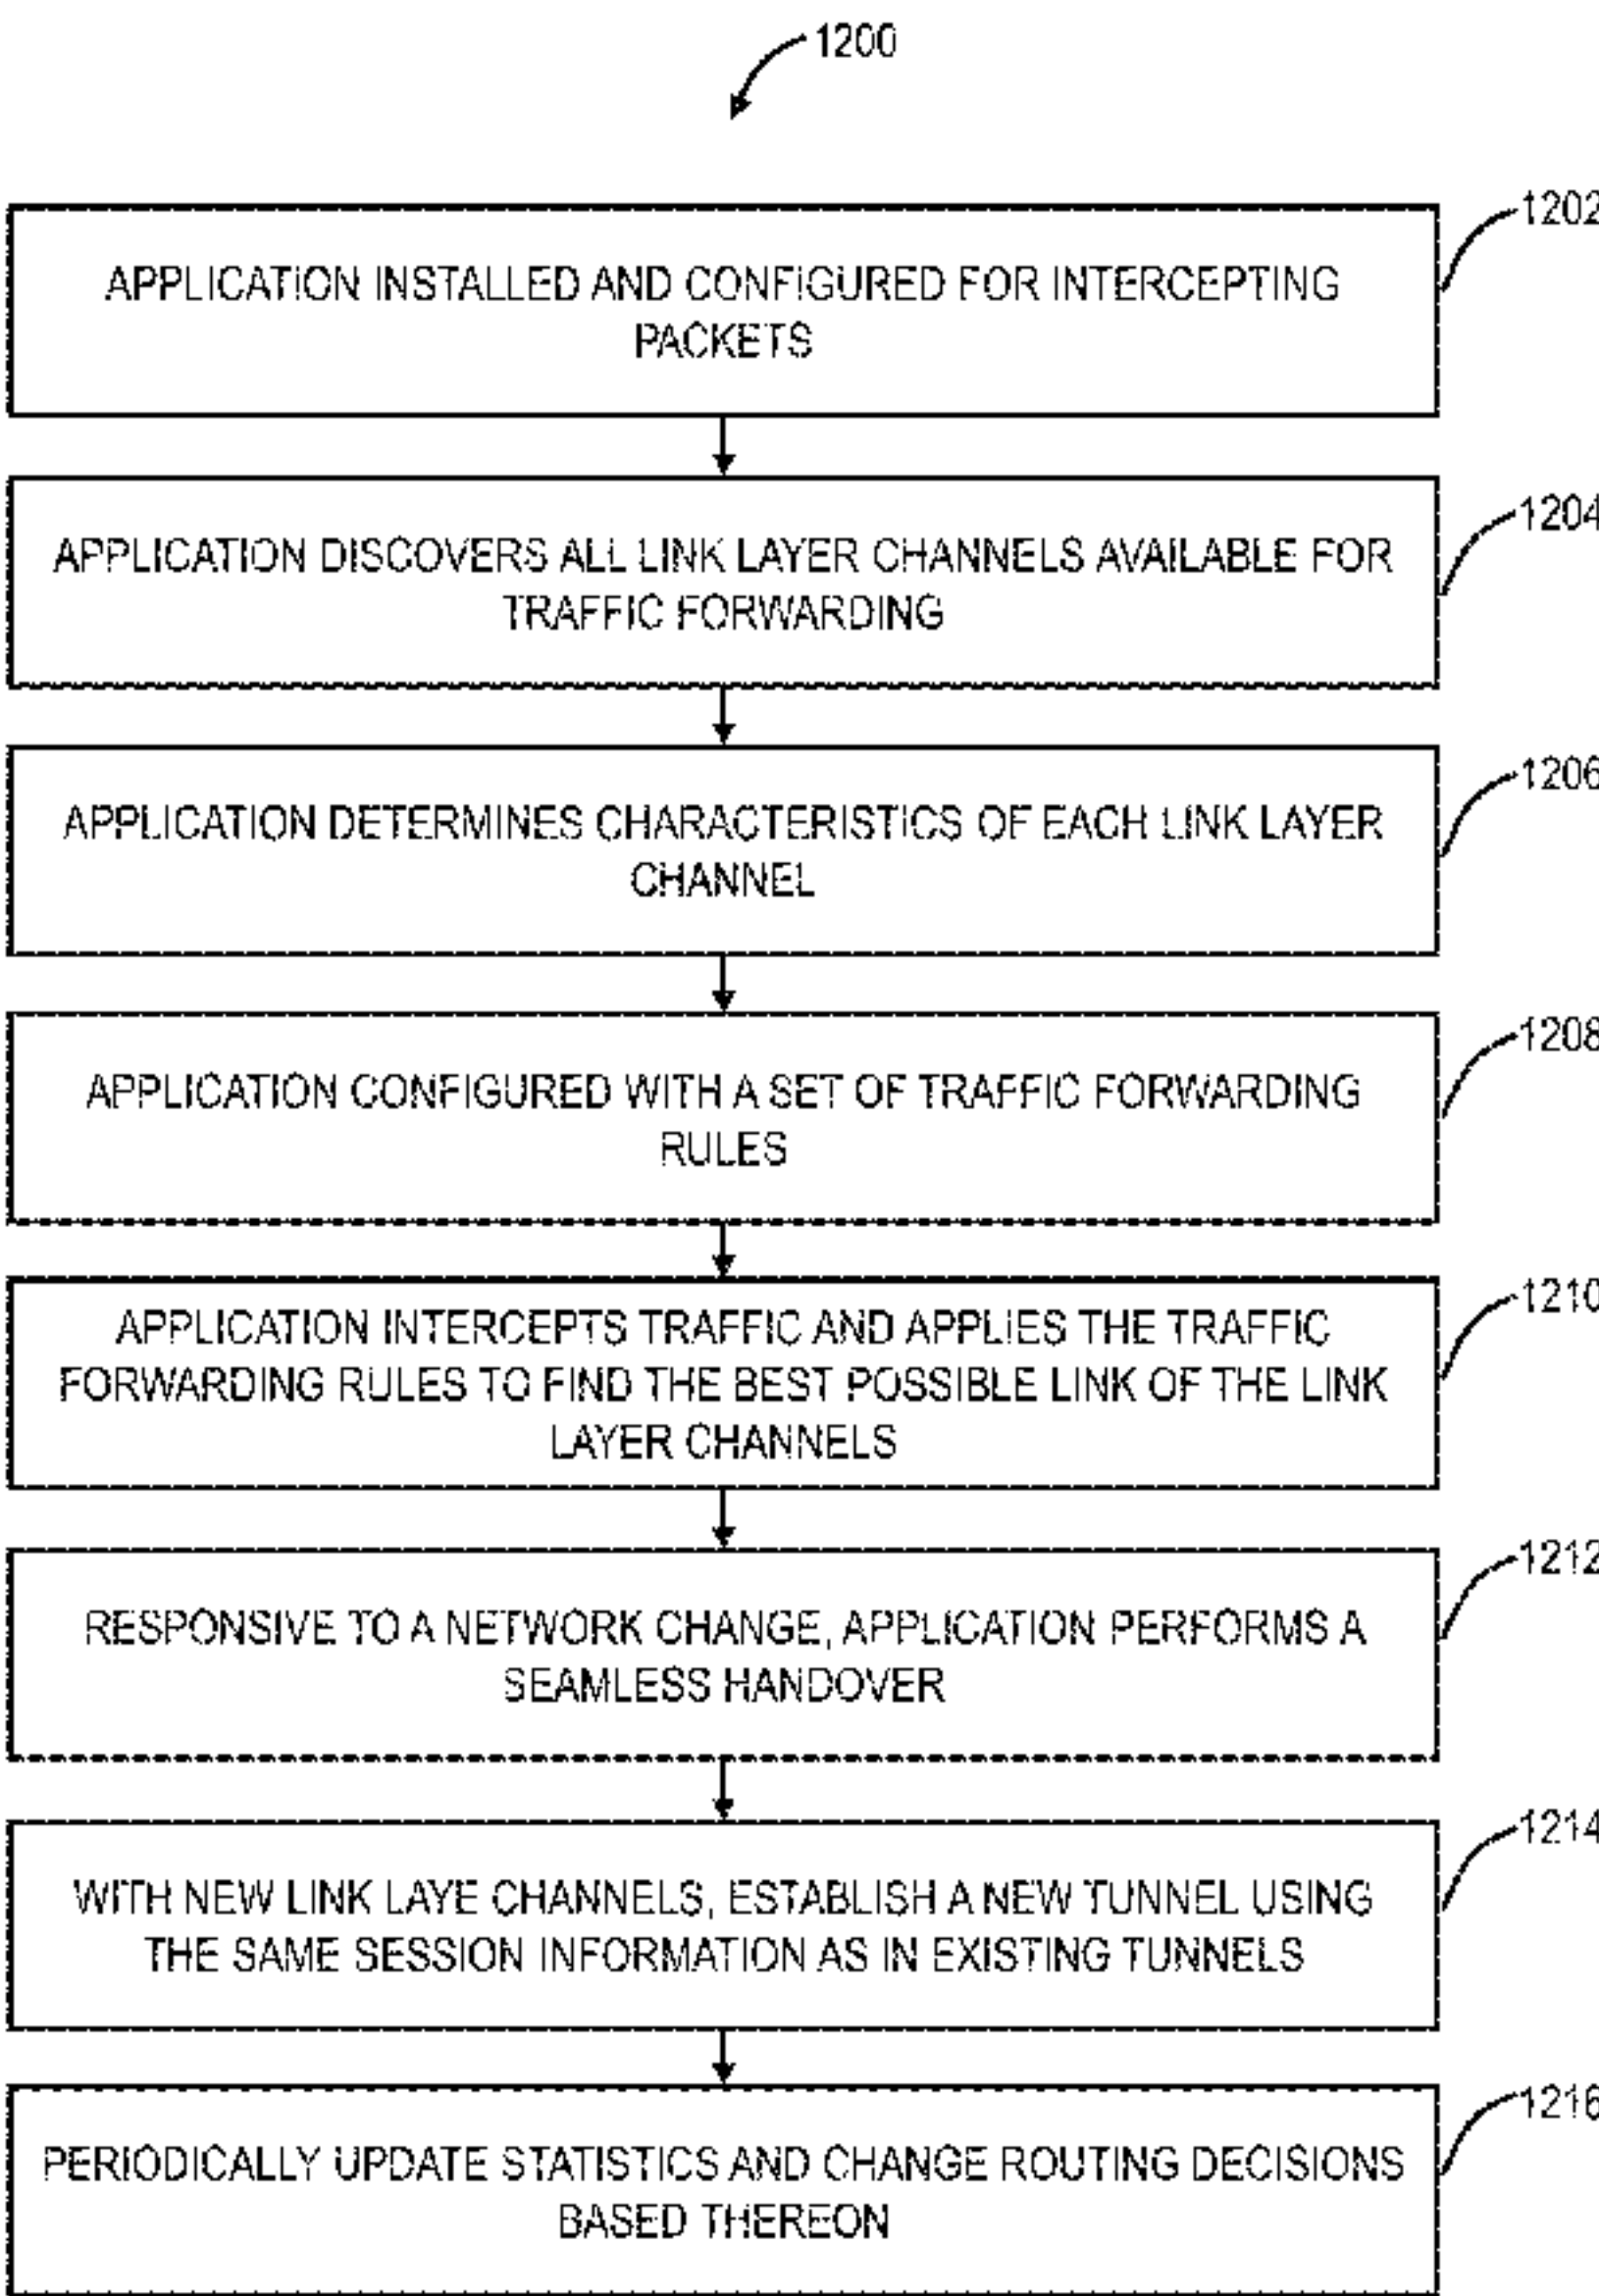 1200
1202
APPLICATION INSTALLED AND CONFIGURED FOR INTERCEPTING
PACKETS
1204
APPLICATION DISCOVERS ALL LINK LAYER CHANNELS AVAILABLE FOR
TRAFFIC FORWARDING
1206
APPLICATION DETERMINES CHARACTERISTICS OF EACH LINK LAYER
CHANNEL
1208
APPLICATION CONFIGURED WITH A SET OF TRAFFIC FORWARDING
RULES
1210
APPLICATION INTERCEPTS TRAFFIC AND APPLIES THE TRAFFIC
FORWARDING RULES TO FIND THE BEST POSSIBLE LINK OF THE LINK
LAYER CHANNELS
1212
RESPONSIVE TO A NETWORK CHANGE, APPLICATION PERFORMS A
SEAMLESS HANDOVER
1214
WITH NEW LINK LAYE CHANNELS, ESTABLISH A NEW TUNNEL USING
THE SAME SESSION INFORMATION AS IN EXISTING TUNNELS
1216
PERIODICALLY UPDATE STATISTICS AND CHANGE ROUTING DECISIONS
BASED THEREON